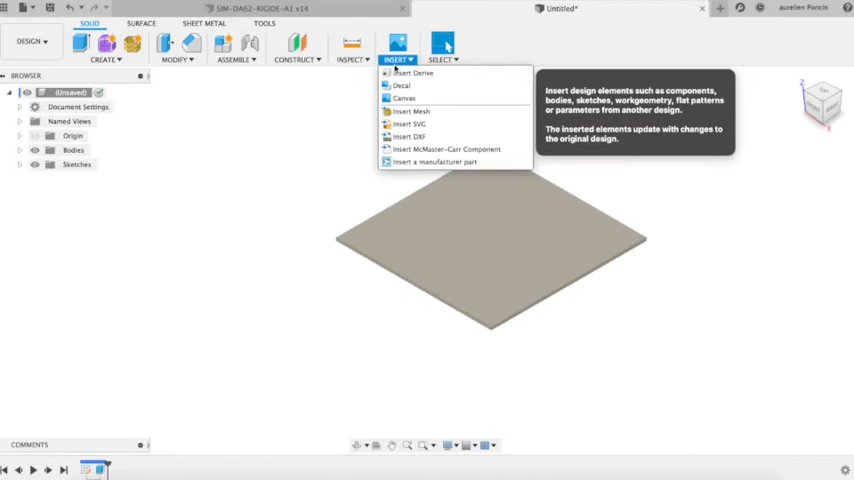 SIM-DA62-RIGIDE-A1 v14
Untitled*
aurelien Poncin
DESIGN
SOLID
SURFACE
SHEET METAL
TOOLS
CREATE
MODIFY
ASSEMBLE
CONSTRUCT
INSPECT
INSERT
SELECT
BROWSER
(Unsaved)
Document Settings
Named Views
Origin
Bodies
Sketches
Insert Derive
Decal
Canvas
Insert Mesh
Insert SVG
Insert DXF
Insert McMaster-Carr Component
Insert a manufacturer part
Insert design elements such as components,
bodies, sketches, workgeometry, flat patterns
or parameters from another design.
The inserted elements update with changes to
the original design.
Z
X
COMMENTS